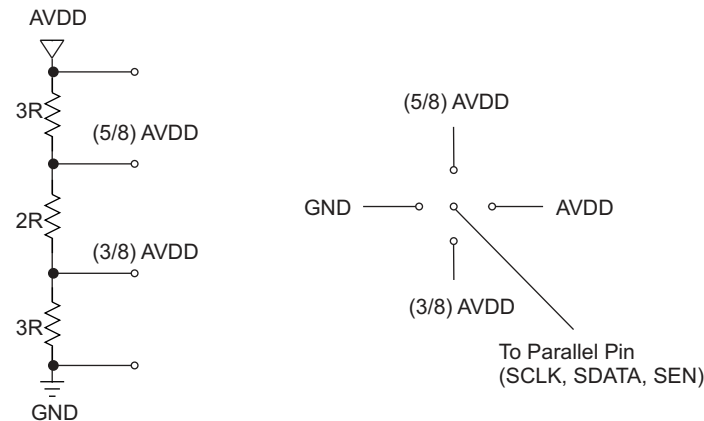 AVDD
3R
(5/8) AVDD
2R
(3/8) AVDD
3R
GND
(5/8) AVDD
GND
AVDD
(3/8) AVDD
To Parallel Pin
(SCLK, SDATA, SEN)